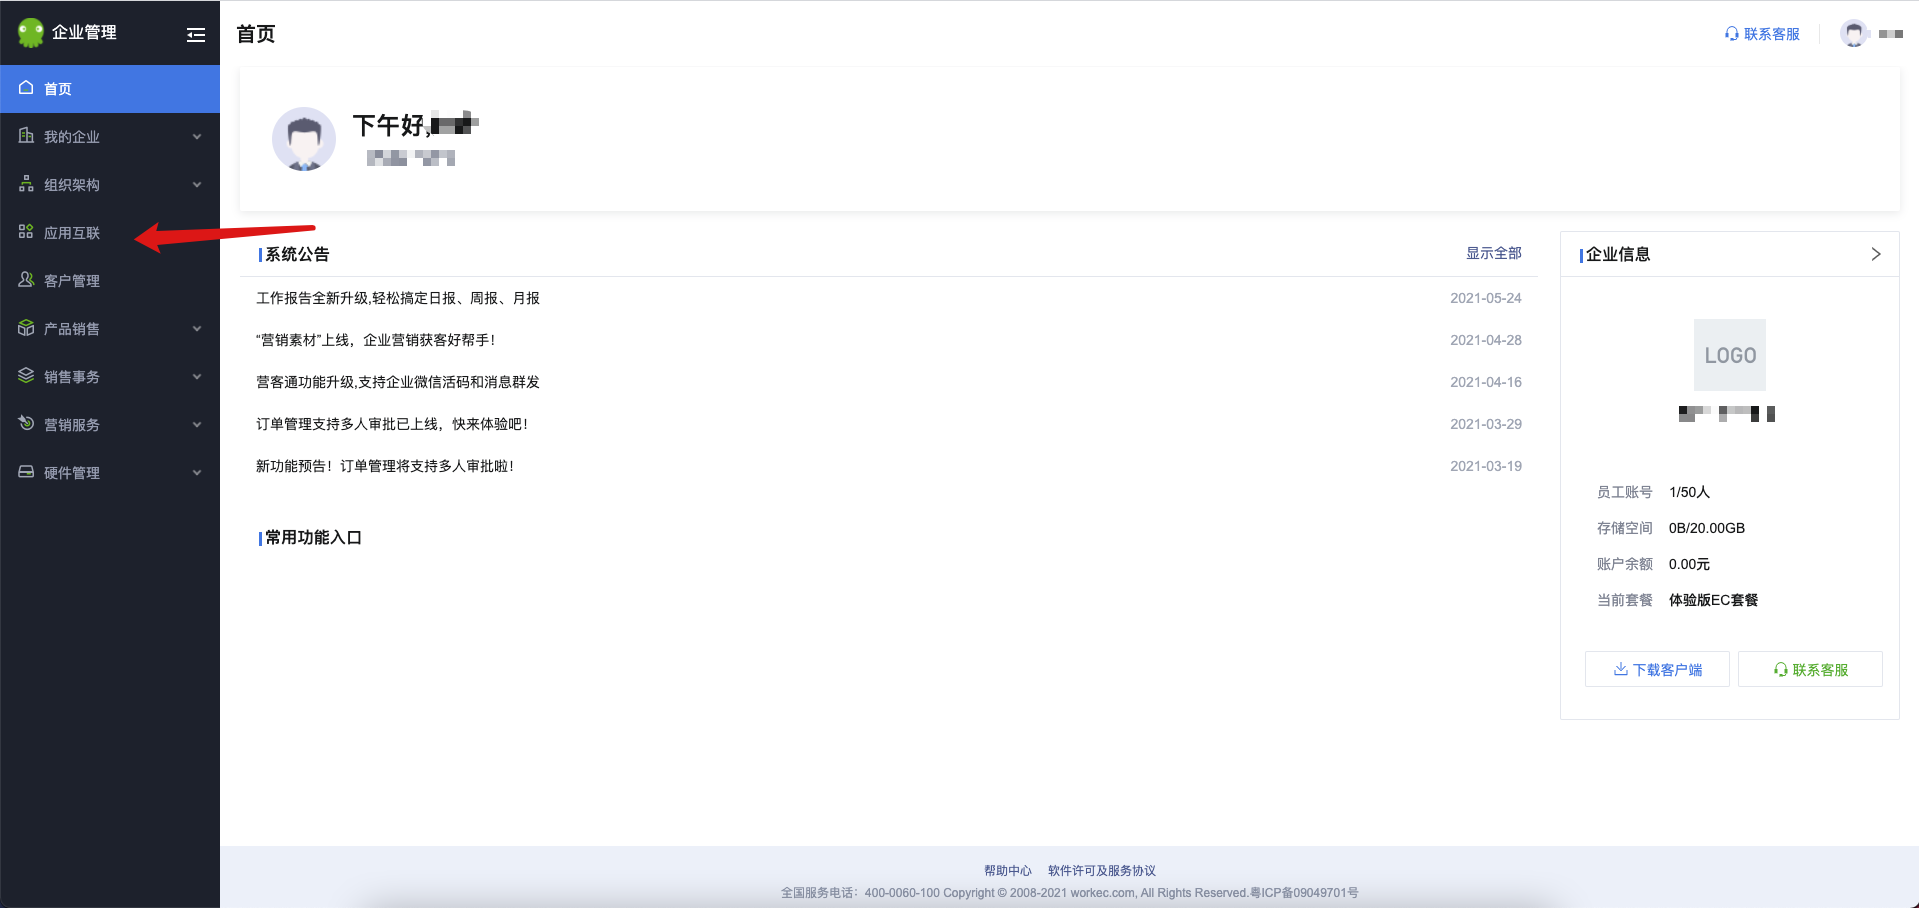 企业管理
首页
联系客服
首页
我的企业
组织架构
应用互联
客户管理
产品销售
销售事务
营销服务
硬件管理
下午好,
系统公告
显示全部
工作报告全新升级,轻松搞定日报、周报、月报
2021-05-24
“营销素材”上线，企业营销获客好帮手！
2021-04-28
营客通功能升级,支持企业微信活码和消息群发
2021-04-16
订单管理支持多人审批已上线，快来体验吧！
2021-03-29
新功能预告！订单管理将支持多人审批啦！
2021-03-19
常用功能入口
企业信息
LOGO
员工账号 1/50人
存储空间 0B/20.00GB
账户余额 0.00元
当前套餐 体验版EC套餐
下载客户端
联系客服
帮助中心 软件许可及服务协议
全国服务电话：400-0060-100 Copyright © 2008-2021 workec.com, All Rights Reserved.粤ICP备09049701号